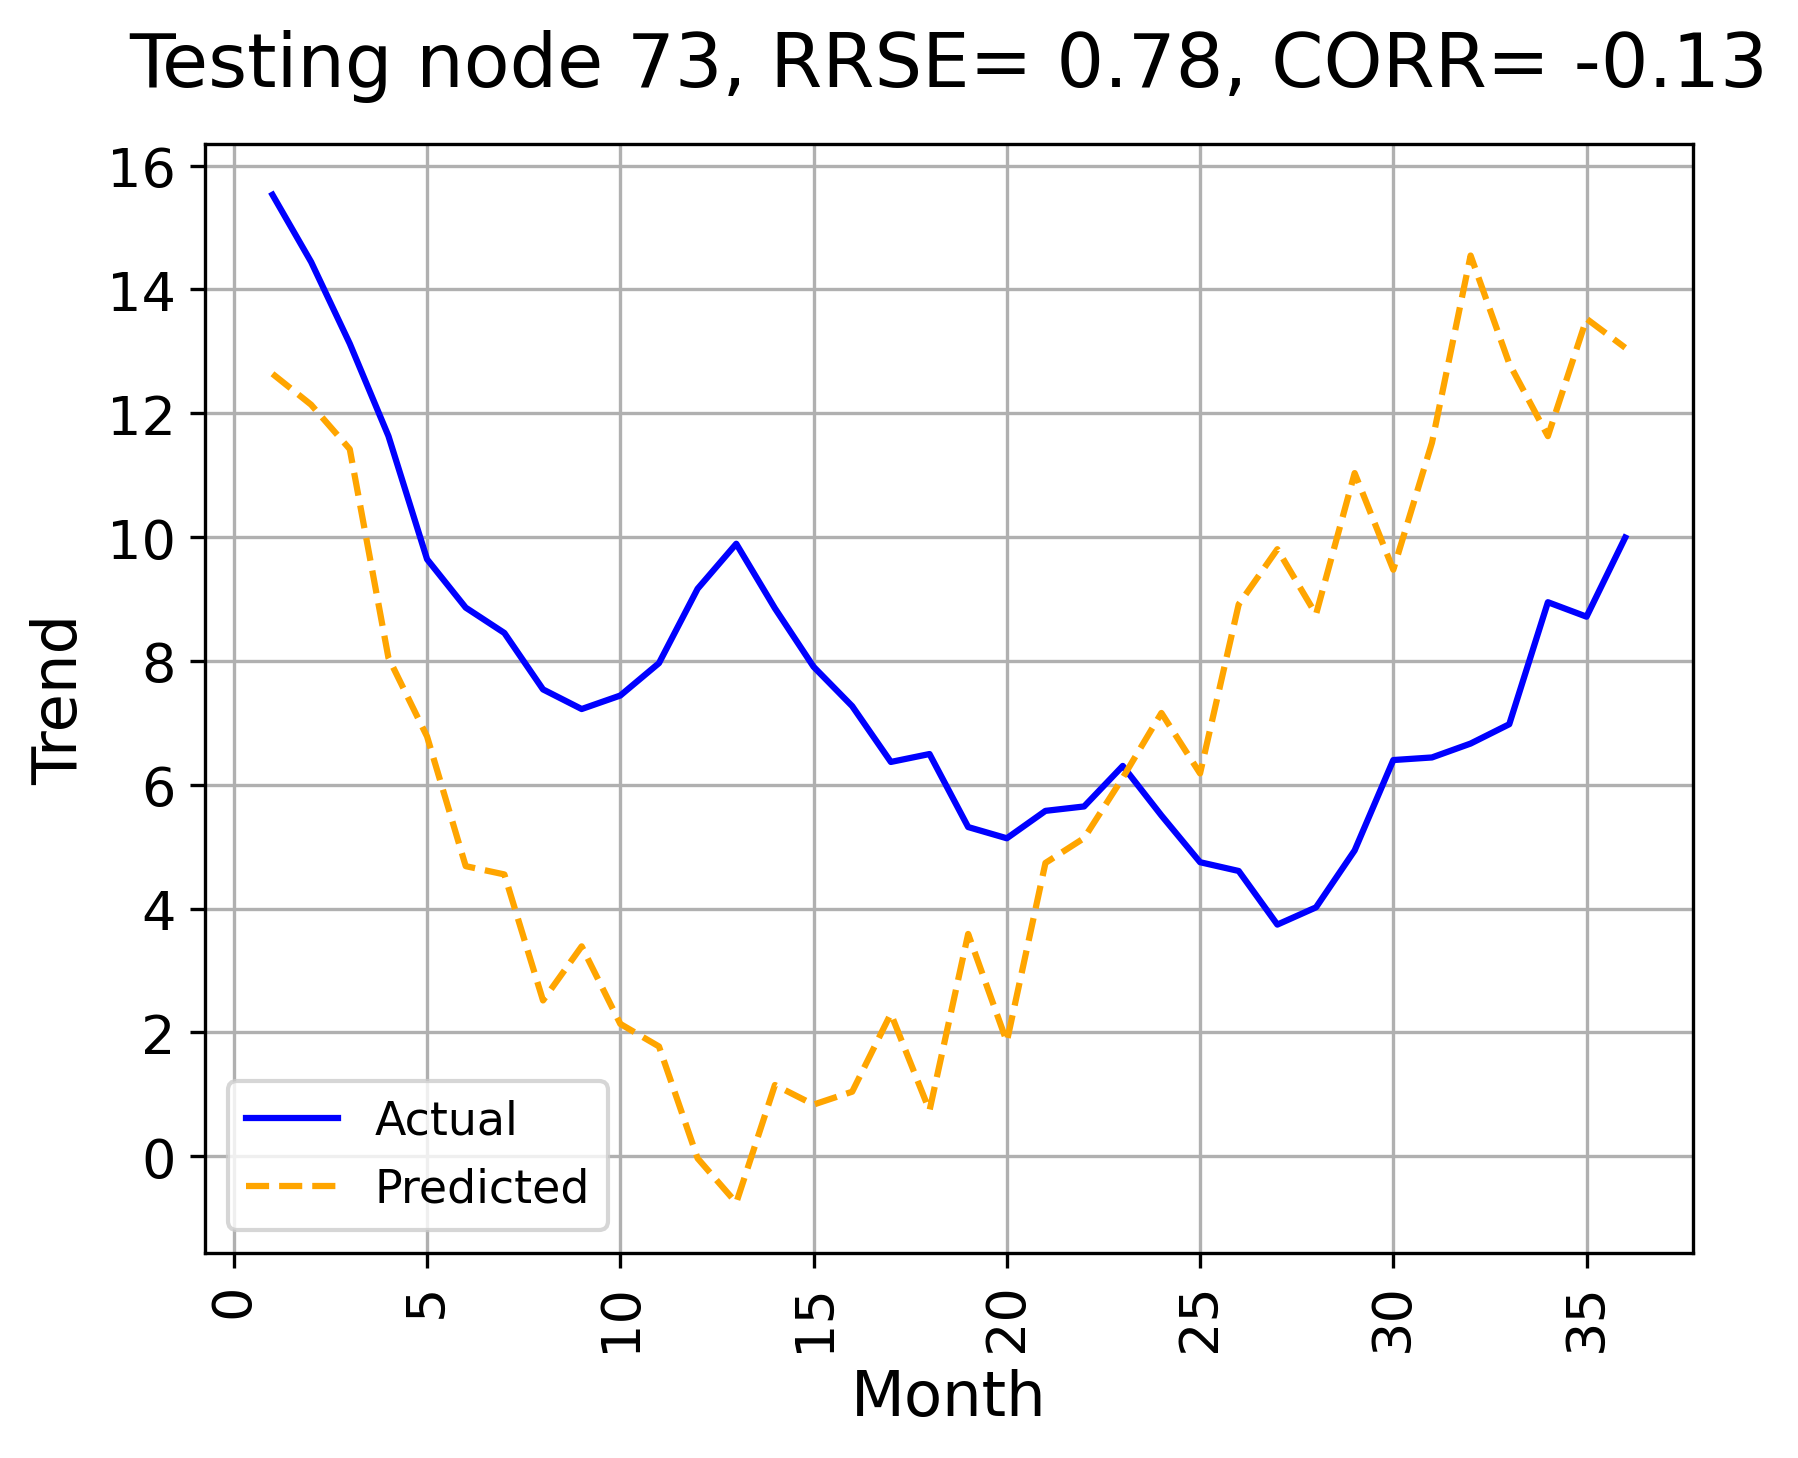 Testing node 73, RRSE= 0.78, CORR= -0.13
16
14
12
10
8
6
4
2
0
Trend
Actual
Predicted
0 5 10 15 20 25 30 35
Month